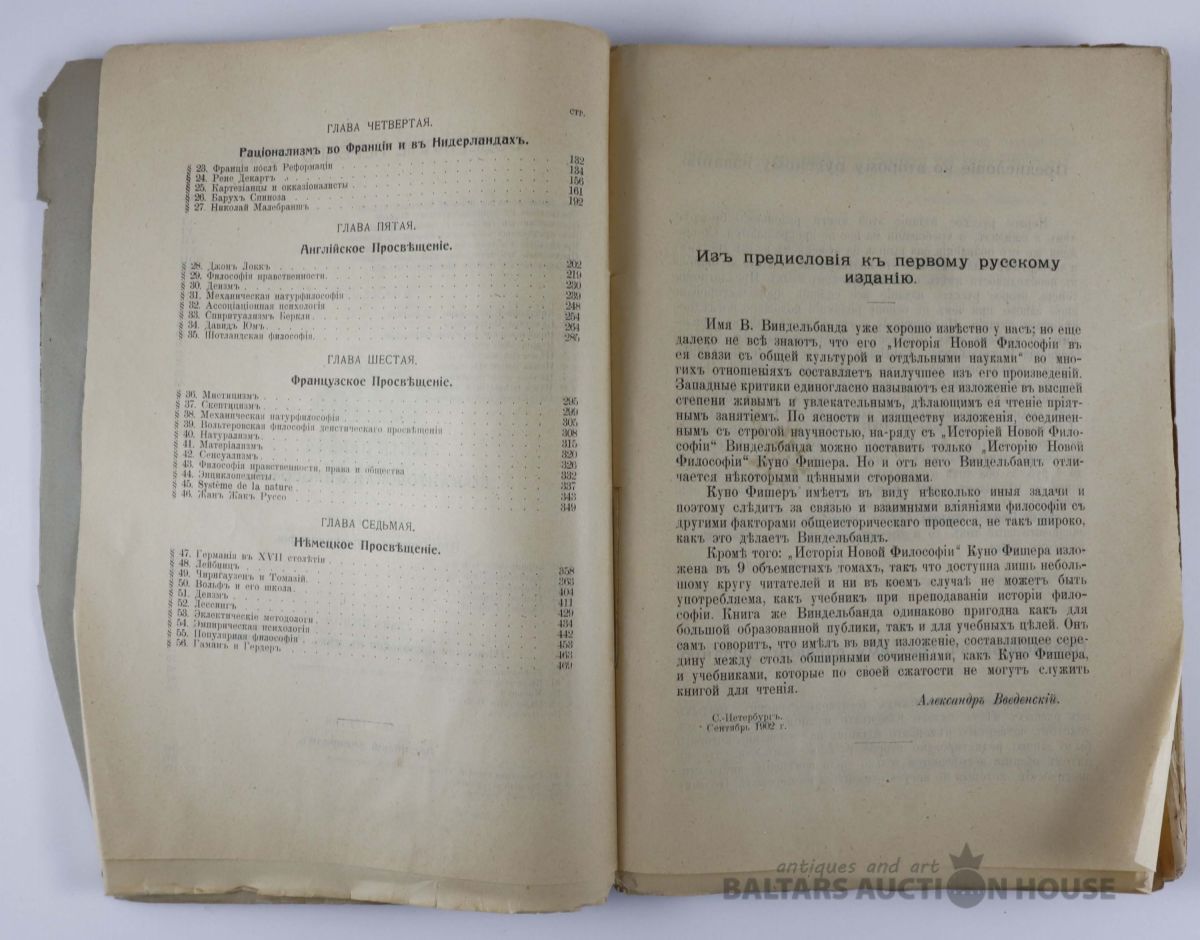 стр.
ГЛАВА ЧЕТВЕРТАЯ.
Раціонализмъ во Франціи и въ Нидерландахъ.
§ 23. Франція послѣ Реформаціи 132
§ 24. Рене Декартъ 134
§ 25. Картезіанцы и окказіоналисты 156
§ 26. Барухъ Спиноза 161
§ 27. Николай Малебраншъ 192
ГЛАВА ПЯТАЯ.
Англійское Просвѣщеніе.
§ 28. Джонъ Локкъ 202
§ 29. Философія нравственности 219
§ 30. Деизмъ 230
§ 31. Механическая натурфилософія 239
§ 32. Ассоціаціонная психологія 248
§ 33. Спиритуализмъ Беркли 254
§ 34. Давидъ Юмъ 264
§ 35. Шотландская философія 285
ГЛАВА ШЕСТАЯ.
Французское Просвѣщеніе.
§ 36. Мистицизмъ 295
§ 37. Скептицизмъ 299
§ 38. Механическая натурфилософія 305
§ 39. Вольтеровская философія деистическаго просвѣщенія 308
§ 40. Натурализмъ 315
§ 41. Матеріализмъ 320
§ 42. Сенсуализмъ 326
§ 43. Философія нравственности, права и общества 332
§ 44. Энциклопедисты 337
§ 45. Système de la nature 343
§ 46. Жанъ Жакъ Руссо 349
ГЛАВА СЕДЬМАЯ.
Нѣмецкое Просвѣщеніе.
§ 47. Германія въ XVII столѣтіи 358
§ 48. Лейбницъ 363
§ 49. Чиригаузенъ и Томазій 404
§ 50. Вольфъ и его школа 411
§ 51. Деизмъ 429
§ 52. Лессингъ 434
§ 53. Эклектическіе методологи 442
§ 54. Эмпирическая психологія 453
§ 55. Популярная философія 463
§ 56. Гаманъ и Гердеръ 469
Изъ предисловія къ первому русскому
изданію.
Имя В. Виндельбанда уже хорошо извѣстно у насъ; но еще
далеко не всѣ знаютъ, что его „Исторія Новой Философіи въ
ея связи съ общей культурой и отдѣльными науками“ во мно-
гихъ отношеніяхъ составляетъ наилучшее изъ его произведеній.
Западные критики единогласно называютъ ея изложеніе въ высшей
степени живымъ и увлекательнымъ, дѣлающимъ ея чтеніе пріят-
нымъ занятіемъ. По ясности и изяществу изложенія, соединен-
нымъ съ строгой научностью, на-ряду съ „Исторіей Новой Фило-
софіи“ Виндельбанда можно поставить только „Исторію Новой
Философіи“ Куно Фишера. Но и отъ него Виндельбандъ отли-
чается нѣкоторыми цѣнными сторонами.
Куно Фишеръ имѣетъ въ виду нѣсколько иныя задачи и
поэтому слѣдитъ за связью и взаимными вліяніями философіи съ
другими факторами общеисторическаго процесса, не такъ широко,
какъ это дѣлаетъ Виндельбандъ.
Кромѣ того: „Исторія Новой Философіи“ Куно Фишера изло-
жена въ 9 объемистыхъ томахъ, такъ что доступна лишь неболь-
шому кругу читателей и ни въ коемъ случаѣ не можетъ быть
употребляема, какъ учебникъ при преподаваніи исторіи фило-
софіи. Книга же Виндельбанда одинаково пригодна какъ для
большой образованной публики, такъ и для учебныхъ цѣлей. Онъ
самъ говоритъ, что имѣлъ въ виду изложеніе, составляющее сере-
дину между столь обширными сочиненіями, какъ Куно Фишера,
и учебниками, которые по своей сжатости не могутъ служить
книгой для чтенія.
Александръ Введенскій.
С.-Петербургъ.
Сентябрь 1902 г.
antiques and art
BALTARS AUCTION HOUSE